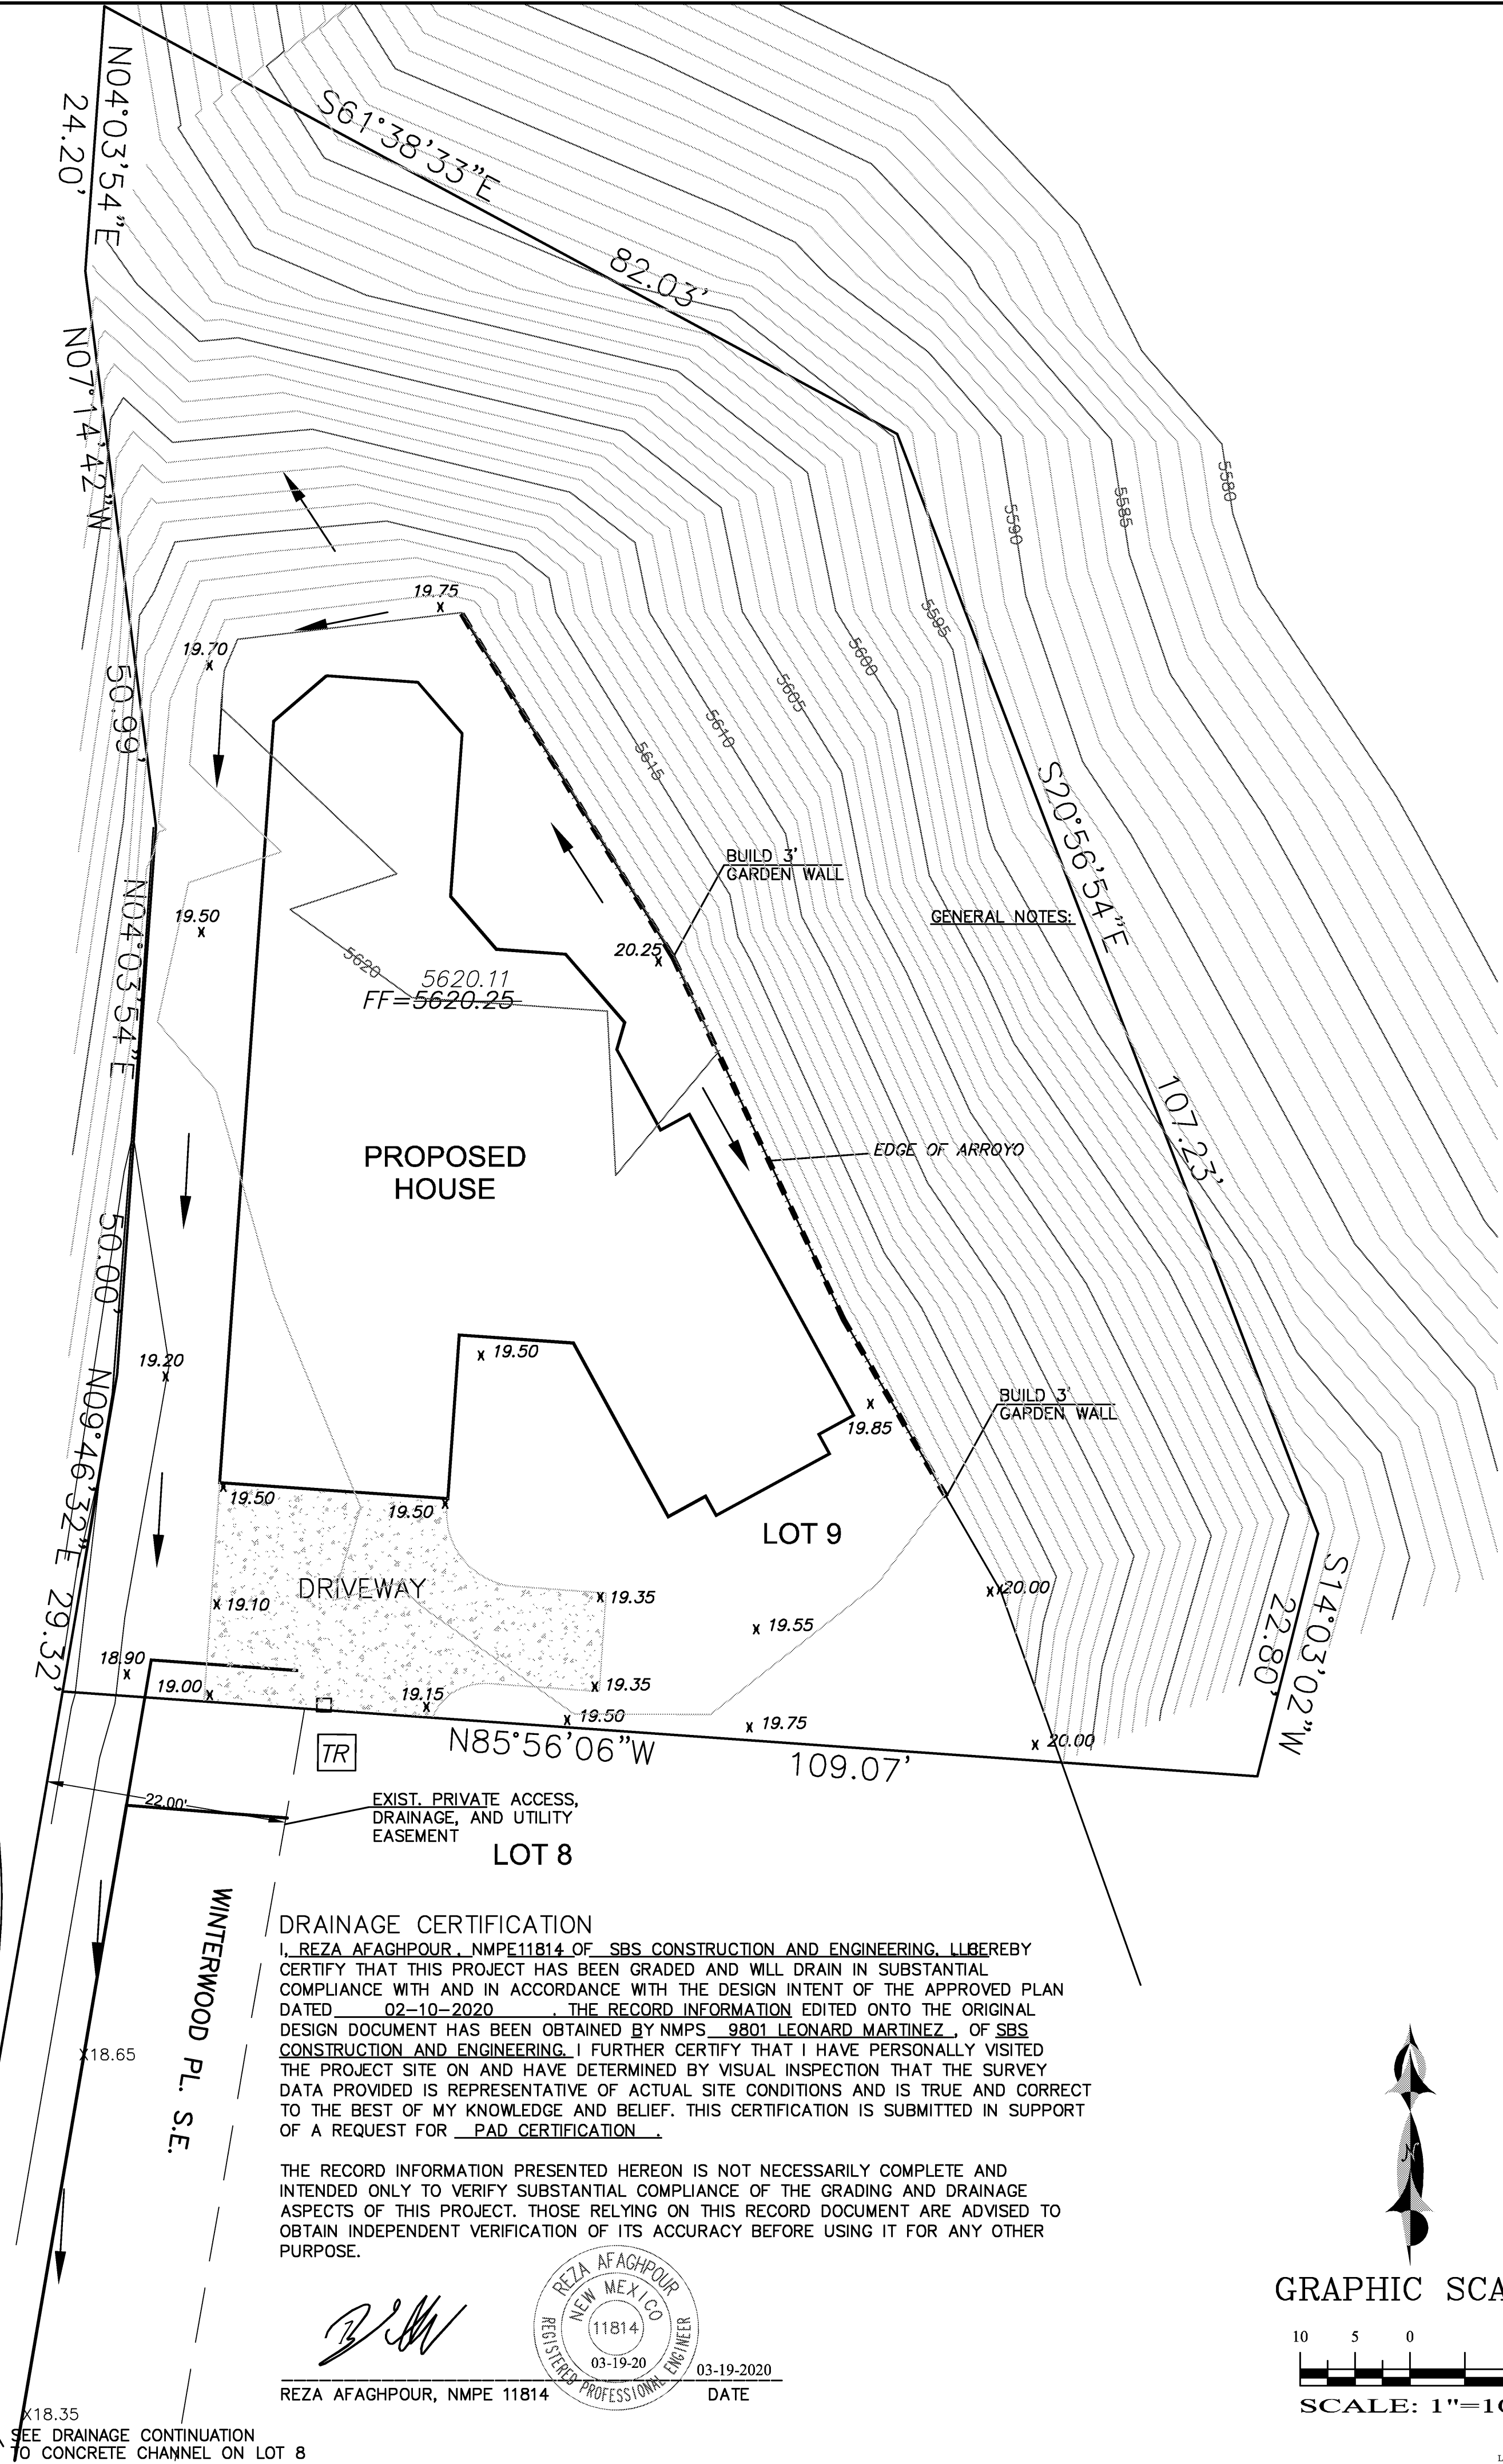 N04°03'54"E
24.20'
S61°38'33"E
82.03'
N07°14'42"W
50.99'
5580
5585
5590
5595
5600
5605
5610
5615
19.75
19.70
S20°56'54"E
107.23'
BUILD 3'
GARDEN WALL
GENERAL NOTES:
19.50
N04°03'54"E
50.00'
20.25
5620
5620.11
FF=5620.25
EDGE OF ARROYO
PROPOSED
HOUSE
19.20
19.50
N09°46'32"E 29.32'
BUILD 3'
GARDEN WALL
19.85
19.50
19.50
LOT 9
S14°03'02"W
22.80'
DRIVEWAY
19.10
19.35
20.00
19.55
18.90
19.00
19.15
19.35
19.50
19.75
20.00
TR
N85°56'06"W
109.07'
22.00'
EXIST. PRIVATE ACCESS,
DRAINAGE, AND UTILITY
EASEMENT
LOT 8
WINTERWOOD PL. S.E.
X18.65
DRAINAGE CERTIFICATION
I, REZA AFAGHPOUR, NMPE11814 OF SBS CONSTRUCTION AND ENGINEERING, LLC HEREBY
CERTIFY THAT THIS PROJECT HAS BEEN GRADED AND WILL DRAIN IN SUBSTANTIAL
COMPLIANCE WITH AND IN ACCORDANCE WITH THE DESIGN INTENT OF THE APPROVED PLAN
DATED 02-10-2020 . THE RECORD INFORMATION EDITED ONTO THE ORIGINAL
DESIGN DOCUMENT HAS BEEN OBTAINED BY NMPS 9801 LEONARD MARTINEZ , OF SBS
CONSTRUCTION AND ENGINEERING. I FURTHER CERTIFY THAT I HAVE PERSONALLY VISITED
THE PROJECT SITE ON AND HAVE DETERMINED BY VISUAL INSPECTION THAT THE SURVEY
DATA PROVIDED IS REPRESENTATIVE OF ACTUAL SITE CONDITIONS AND IS TRUE AND CORRECT
TO THE BEST OF MY KNOWLEDGE AND BELIEF. THIS CERTIFICATION IS SUBMITTED IN SUPPORT
OF A REQUEST FOR PAD CERTIFICATION .
THE RECORD INFORMATION PRESENTED HEREON IS NOT NECESSARILY COMPLETE AND
INTENDED ONLY TO VERIFY SUBSTANTIAL COMPLIANCE OF THE GRADING AND DRAINAGE
ASPECTS OF THIS PROJECT. THOSE RELYING ON THIS RECORD DOCUMENT ARE ADVISED TO
OBTAIN INDEPENDENT VERIFICATION OF ITS ACCURACY BEFORE USING IT FOR ANY OTHER
PURPOSE.
REZA AFAGHPOUR
NEW MEXICO
11814
03-19-20
REGISTERED PROFESSIONAL ENGINEER
03-19-2020
REZA AFAGHPOUR, NMPE 11814
DATE
X18.35
SEE DRAINAGE CONTINUATION
TO CONCRETE CHANNEL ON LOT 8
N
GRAPHIC SCA
10 5 0
SCALE: 1"=10